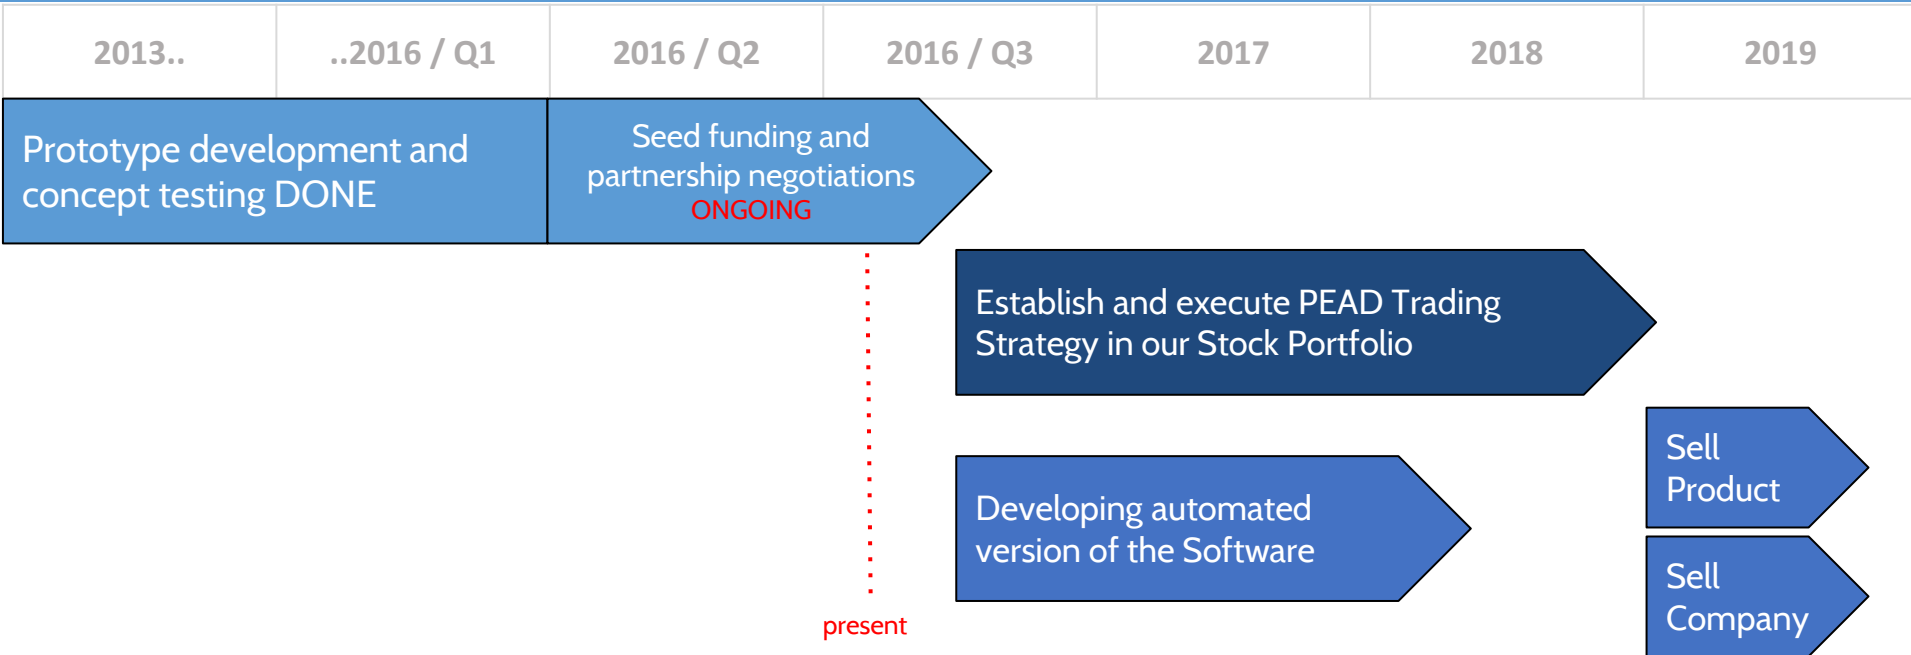 2013..
..2016 / Q1
2016 / Q2
2016 / Q3
2017
2018
2019
Prototype development and
concept testing DONE
Seed funding and
partnership negotiations
ONGOING
Establish and execute PEAD Trading
Strategy in our Stock Portfolio
Sell
Product
Developing automated
version of the Software
Sell
Company
present